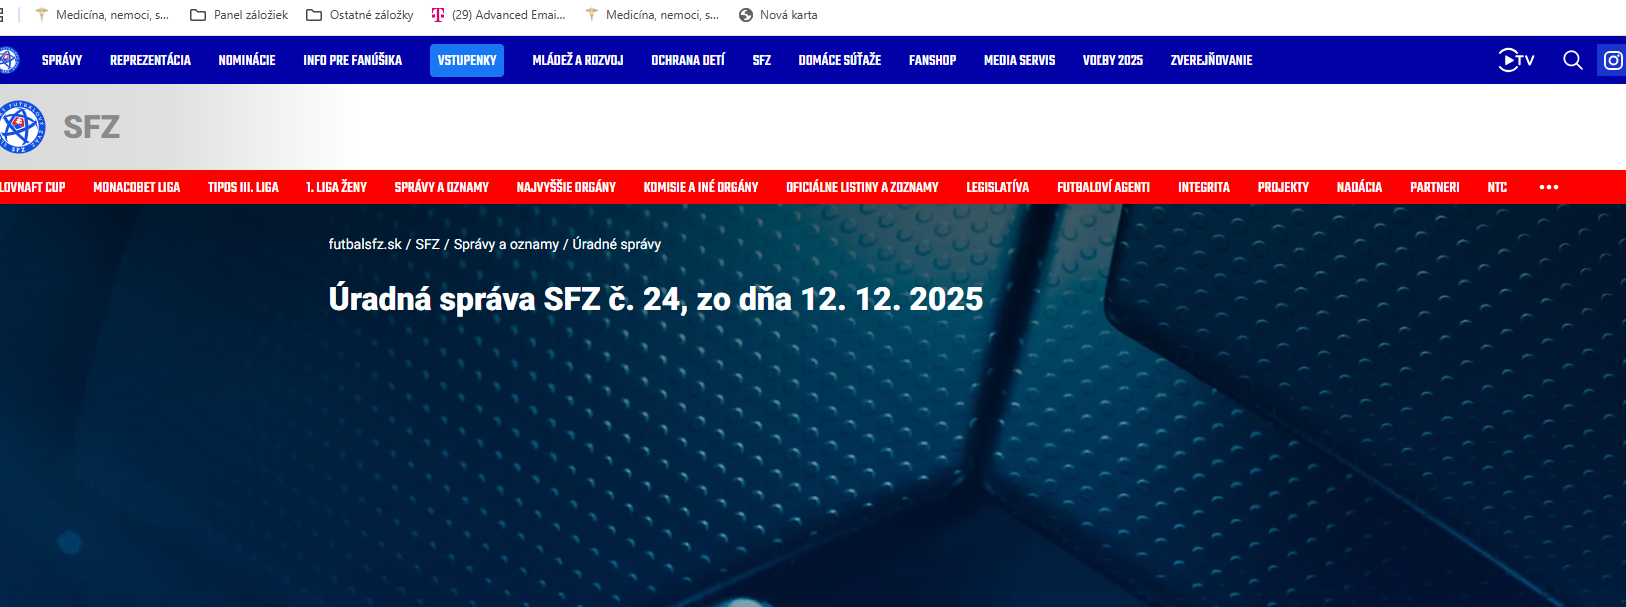 Medicína, nemoci, s... Panel záložiek Ostatné záložky (29) Advanced Emai... Medicína, nemoci, s... Nová karta
SPRÁVY REPREZENTÁCIA NOMINÁCIE INFO PRE FANÚŠIKA VSTUPENKY MLÁDEŽ A ROZVOJ OCHRANA DETÍ SFZ DOMÁCE SÚŤAŽE FANSHOP MEDIA SERVIS VOĽBY 2025 ZVEREJŇOVANIE TV
SFZ
LOVNAFT CUP MONACOBET LIGA TIPOS III. LIGA 1. LIGA ŽENY SPRÁVY A OZNAMY NAJVYŠŠIE ORGÁNY KOMISIE A INÉ ORGÁNY OFICIÁLNE LISTINY A ZOZNAMY LEGISLATÍVA FUTBALOVÍ AGENTI INTEGRITA PROJEKTY NADÁCIA PARTNERI NTC •••
futbalsfz.sk / SFZ / Správy a oznamy / Úradné správy
Úradná správa SFZ č. 24, zo dňa 12. 12. 2025